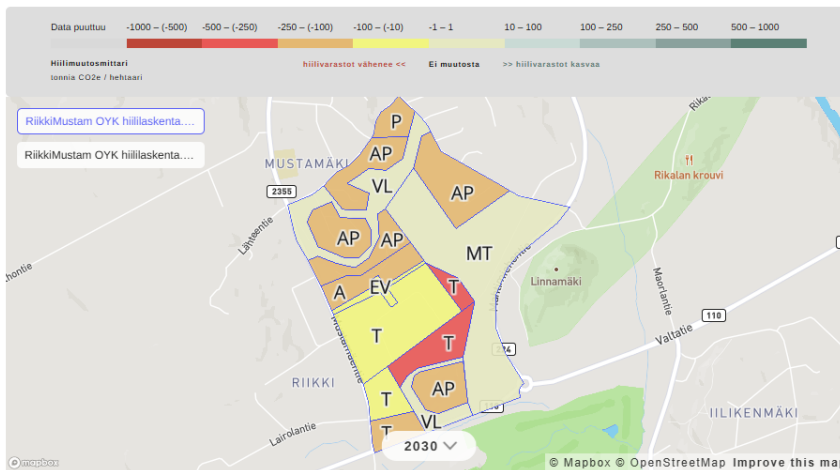 Data puuttuu -1000 – (-500) -500 – (-250) -250 – (-100) -100 – (-10) -1 – 1 10 – 100 100 – 250 250 – 500 500 – 1000
Hiilimuutosmittari hiilivarastot vähenee << Ei muutosta >> hiilivarastot kasvaa
tonnia CO2e / hehtaari
RiikkiMustam OYK hiililaskenta....
RiikkiMustam OYK hiililaskenta....
P
AP
MUSTAMÄKI
VL
AP
2355
Rikalan krouvi
Lähteentie
AP
AP
MT
Linnamäki
A
EV
T
Maorlantie
110
T
T
Valtatie
RIIKKI
AP
T
VL
T
Lairolantie
IILIKENMÄKI
2030
mapbox
© Mapbox © OpenStreetMap Improve this ma